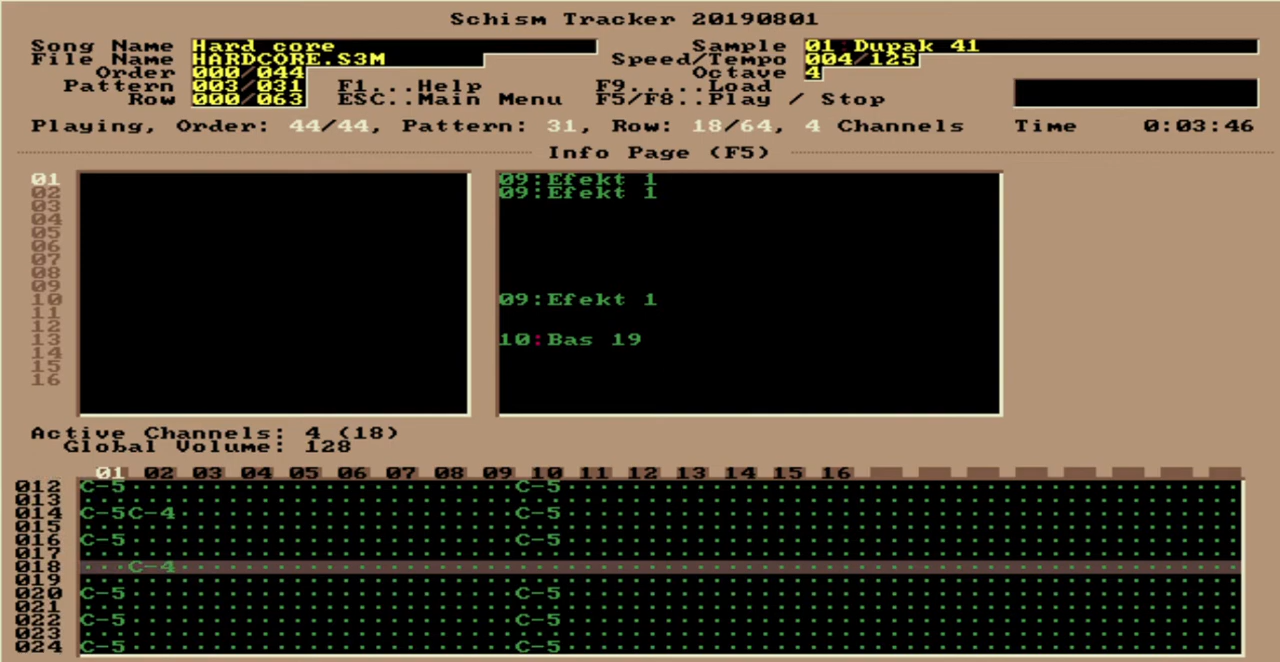 Schism Tracker 20190801
Song Name Hard core Sample 01:Dupak 41
File Name HARDCORE.S3M Speed/Tempo 004/125
Order 000/044 Octave 4
Pattern 003/031 F1...Help F9....Load
Row 000/063 ESC..Main Menu F5/F8..Play / Stop
Playing, Order: 44/44, Pattern: 31, Row: 18/64, 4 Channels Time 0:03:46
Info Page (F5)
01 09:Efekt 1
02 09:Efekt 1
03
04
05
06
07
08
09
10 09:Efekt 1
11
12
13 10:Bas 19
14
15
16
Active Channels: 4 (18)
Global Volume: 128
01 02 03 04 05 06 07 08 09 10 11 12 13 14 15 16
012 C-5 C-5
013
014 C-5 C-4 C-5
015
016 C-5 C-5
017
018 C-4
019
020 C-5 C-5
021
022 C-5 C-5
023
024 C-5 C-5